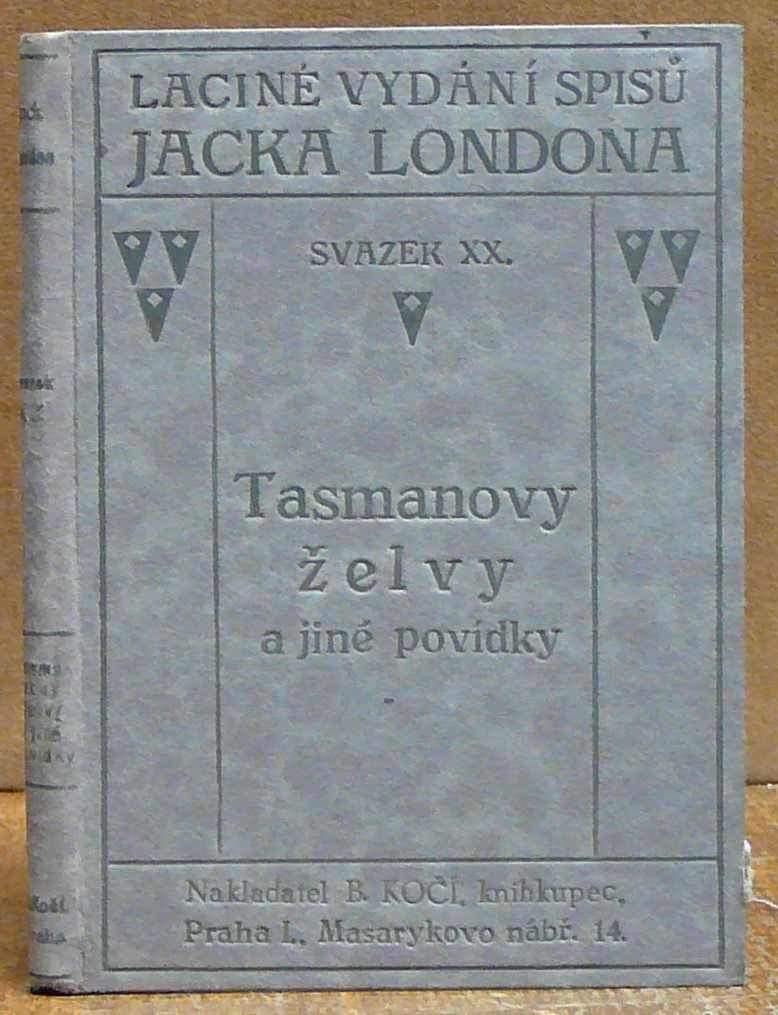 LACINÉ VYDÁNÍ SPISŮ
JACKA LONDONA
SVAZEK XX.
Tasmanovy
želvy
a jiné povídky
Nakladatel B. KOČÍ, knihkupec,
Praha I., Masarykovo nábř. 14.